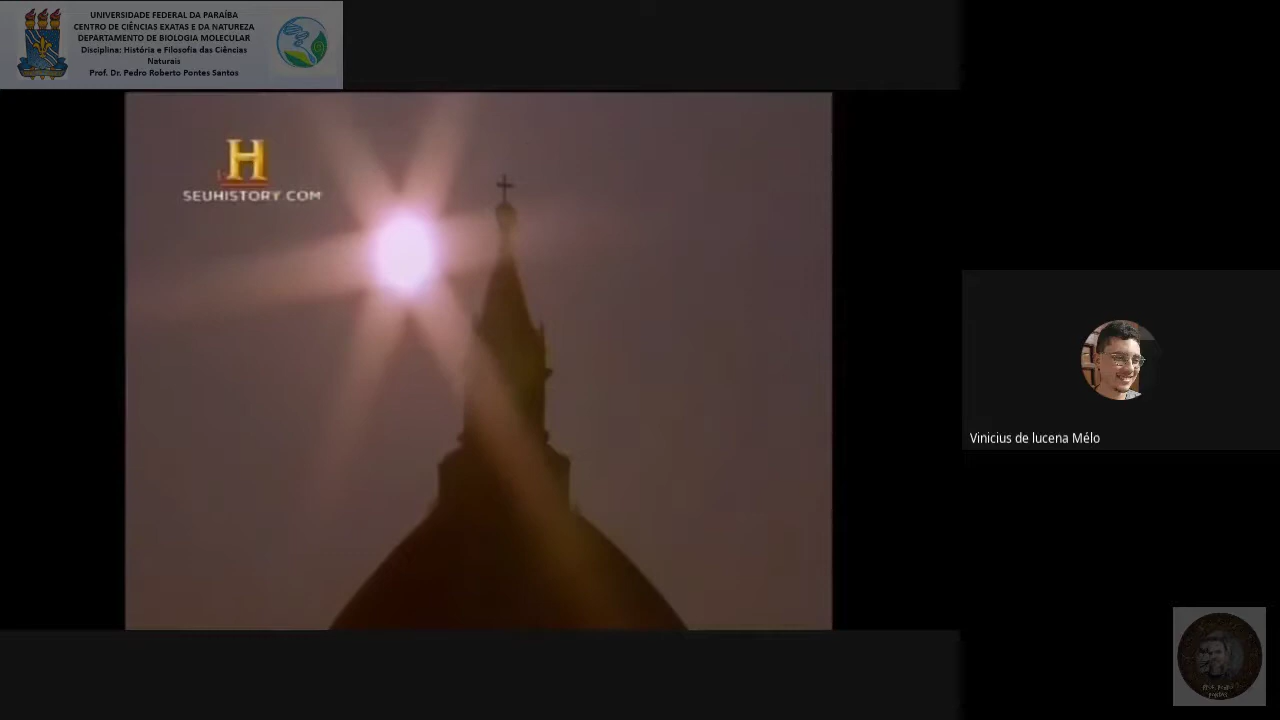 UNIVERSIDADE FEDERAL DA PARAÍBA
CENTRO DE CIÊNCIAS EXATAS E DA NATUREZA
DEPARTAMENTO DE BIOLOGIA MOLECULAR
Disciplina: História e Filosofia das Ciências
Naturais
Prof. Dr. Pedro Roberto Pontes Santos
H
SEUHISTORY.COM
Vinicius de lucena Mélo